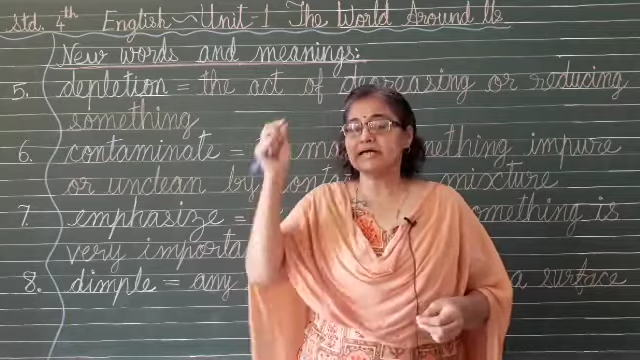 Std. 4th English ~ Unit-1 The World Around Us
New words and meanings:
5. depletion = the act of decreasing or reducing
something
6. contaminate = something impure
or unclean by mixture
7. emphasize = something is
very
8. dimple = any a surface